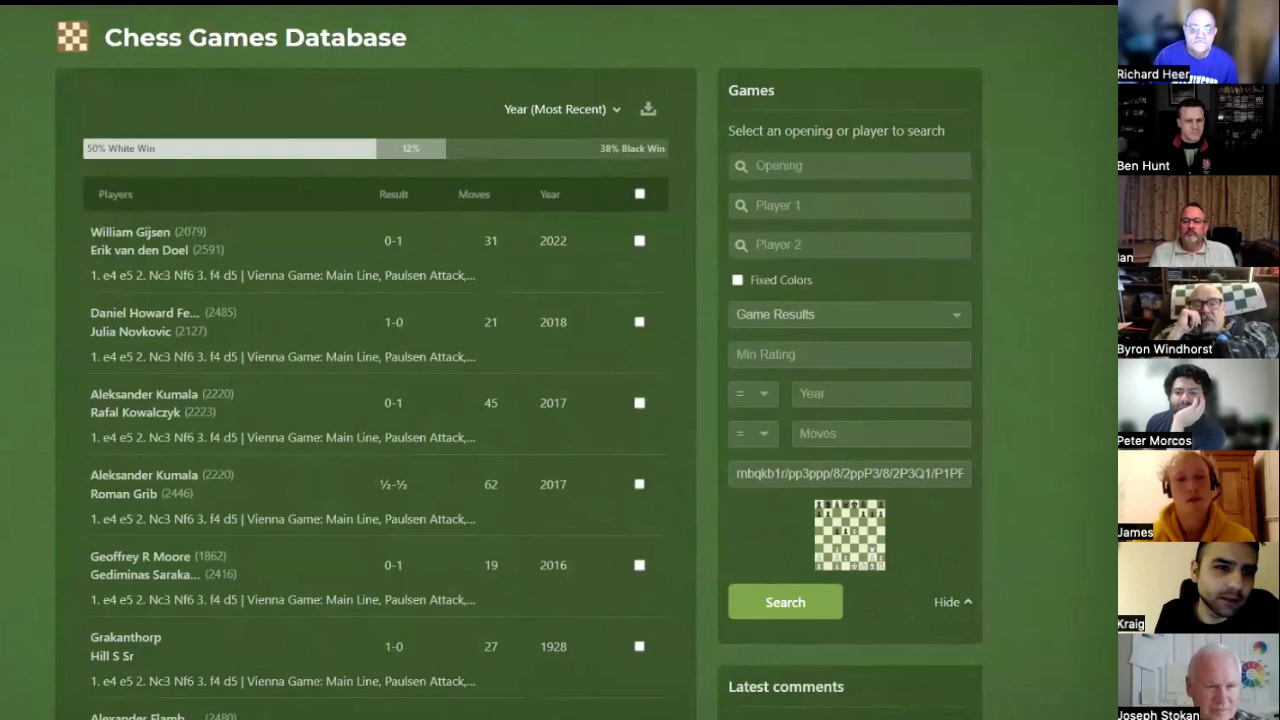 Chess Games Database
Year (Most Recent)
50% White Win 12% 38% Black Win
Players Result Moves Year
William Gijsen (2079)
Erik van den Doel (2591)
0-1 31 2022
1. e4 e5 2. Nc3 Nf6 3. f4 d5 | Vienna Game: Main Line, Paulsen Attack,...
Daniel Howard Fe... (2485)
Julia Novkovic (2127)
1-0 21 2018
1. e4 e5 2. Nc3 Nf6 3. f4 d5 | Vienna Game: Main Line, Paulsen Attack,...
Aleksander Kumala (2220)
Rafal Kowalczyk (2223)
0-1 45 2017
1. e4 e5 2. Nc3 Nf6 3. f4 d5 | Vienna Game: Main Line, Paulsen Attack,...
Aleksander Kumala (2220)
Roman Grib (2446)
½-½ 62 2017
1. e4 e5 2. Nc3 Nf6 3. f4 d5 | Vienna Game: Main Line, Paulsen Attack,...
Geoffrey R Moore (1862)
Gediminas Saraka... (2416)
0-1 19 2016
1. e4 e5 2. Nc3 Nf6 3. f4 d5 | Vienna Game: Main Line, Paulsen Attack,...
Grakanthorp
Hill S Sr
1-0 27 1928
1. e4 e5 2. Nc3 Nf6 3. f4 d5 | Vienna Game: Main Line, Paulsen Attack,...
Alexander Flamb... (2480)
Games
Select an opening or player to search
Opening
Player 1
Player 2
Fixed Colors
Game Results
Min Rating
= Year
= Moves
rnbqkb1r/pp3ppp/8/2ppP3/8/2P3Q1/P1PF
Search
Hide
Latest comments
Richard Heer
Ben Hunt
Ian
Byron Windhorst
Peter Morcos
James
Kraig
Joseph Stokan